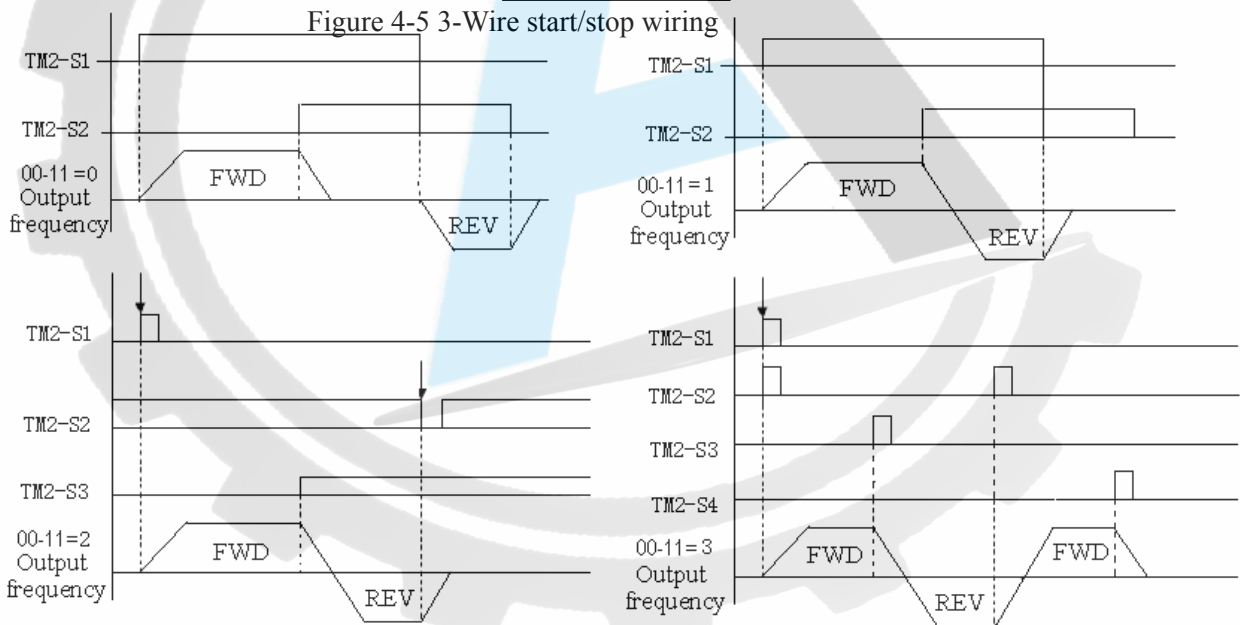 Figure 4-5 3-Wire start/stop wiring
TM2-S1
TM2-S2
00-11=0
Output
frequency
FWD
REV
TM2-S1
TM2-S2
00-11=1
Output
frequency
FWD
REV
TM2-S1
TM2-S2
TM2-S3
00-11=2
Output
frequency
FWD
REV
TM2-S1
TM2-S2
TM2-S3
TM2-S4
00-11=3
Output
frequency
FWD
REV
FWD